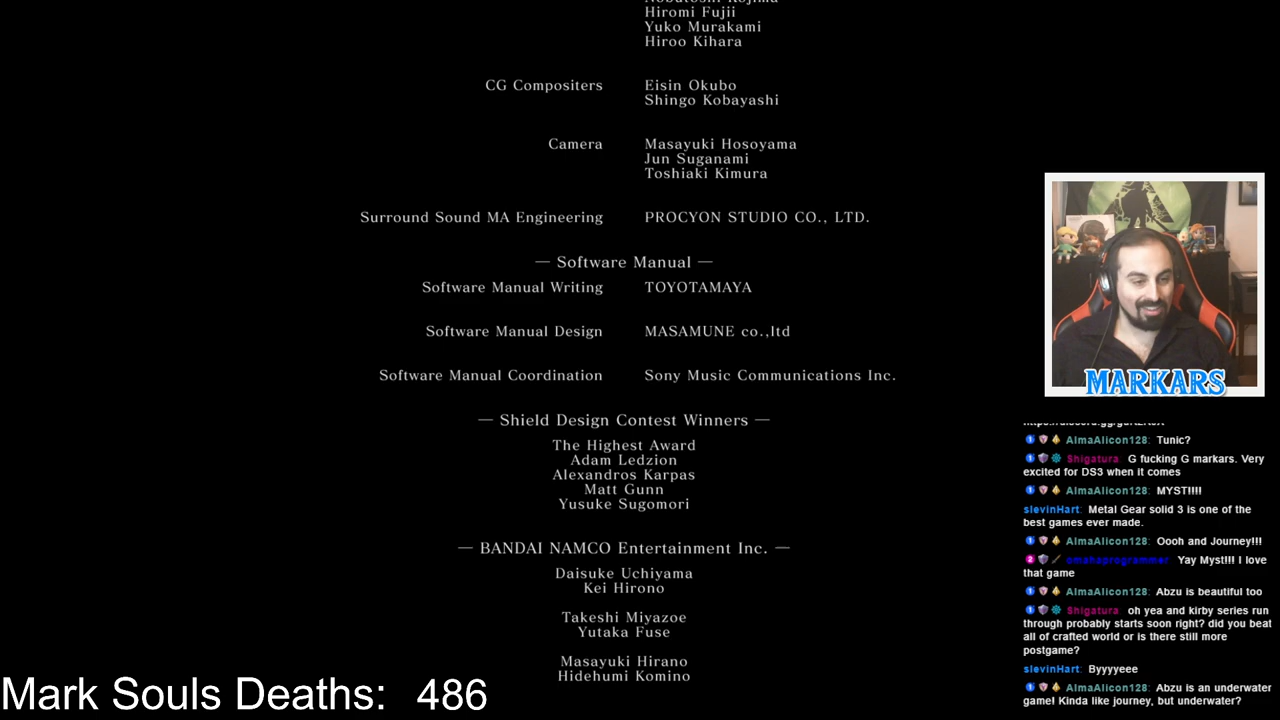 Hiromi Fujii
Yuko Murakami
Hiroo Kihara
CG Compositers Eisin Okubo
Shingo Kobayashi
Camera Masayuki Hosoyama
Jun Suganami
Toshiaki Kimura
Surround Sound MA Engineering PROCYON STUDIO CO., LTD.
— Software Manual —
Software Manual Writing TOYOTAMAYA
Software Manual Design MASAMUNE co.,ltd
Software Manual Coordination Sony Music Communications Inc.
— Shield Design Contest Winners —
The Highest Award
Adam Ledzion
Alexandros Karpas
Matt Gunn
Yusuke Sugomori
— BANDAI NAMCO Entertainment Inc. —
Daisuke Uchiyama
Kei Hirono
Takeshi Miyazoe
Yutaka Fuse
Masayuki Hirano
Hidehumi Komino
Mark Souls Deaths: 486
MARKARS
AlmaAlicon128: Tunic?
Shigatura G fucking G markars. Very
excited for DS3 when it comes
AlmaAlicon128: MYST!!!!
slevinHart: Metal Gear solid 3 is one of the
best games ever made.
AlmaAlicon128: Oooh and Journey!!!
omahaprogrammer Yay Myst!!! I love
that game
AlmaAlicon128: Abzu is beautiful too
Shigatura oh yea and kirby series run
through probably starts soon right? did you beat
all of crafted world or is there still more
postgame?
slevinHart: Byyyyeee
AlmaAlicon128: Abzu is an underwater
game! Kinda like journey, but underwater?